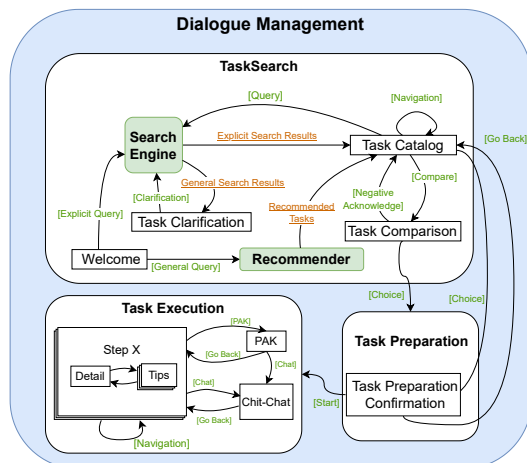 Dialogue Management
TaskSearch
[Query]
[Navigation]
[Go Back]
Search
Engine
Explicit Search Results
Task Catalog
General Search Results
[Compare]
[Clarification]
[Negative
Acknowledge]
Recommended
Tasks
[Explicit Query]
Task Clarification
Task Comparison
Welcome
[General Query]
Recommender
[Choice]
[Choice]
Task Execution
[PAK]
Step X
PAK
[Go Back]
[Chat]
Detail
Tips
[Chat]
Chit-Chat
[Go Back]
[Navigation]
[Start]
Task Preparation
Task Preparation
Confirmation